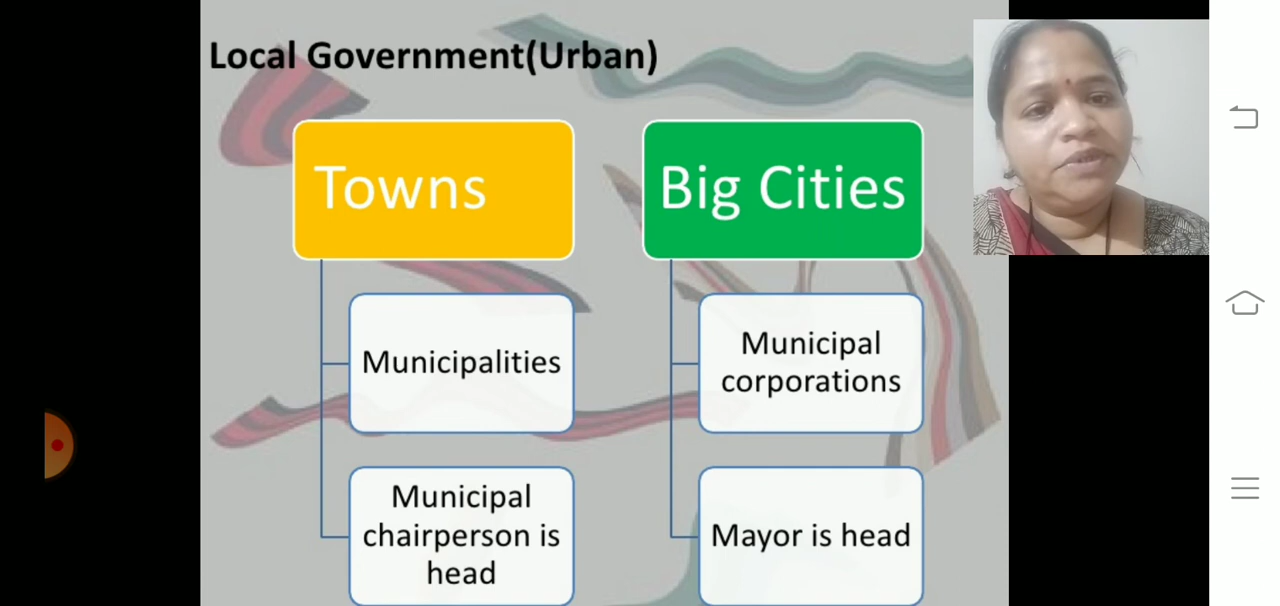 Local Government(Urban)
Towns
Municipalities
Municipal
chairperson is
head
Big Cities
Municipal
corporations
Mayor is head